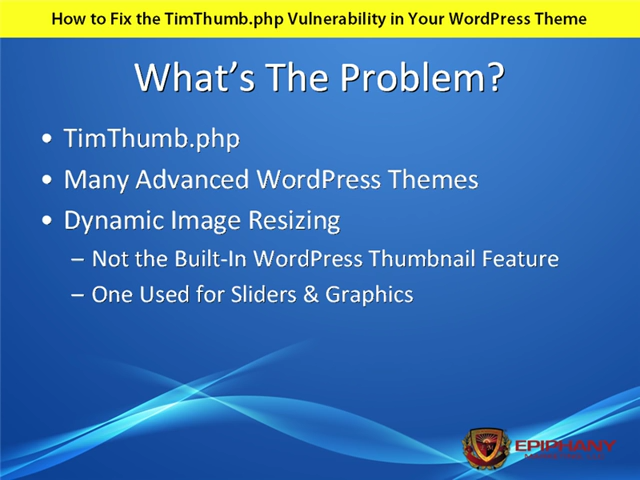 How to Fix the TimThumb.php Vulnerability in Your WordPress Theme
What's The Problem?
• TimThumb.php
• Many Advanced WordPress Themes
• Dynamic Image Resizing
– Not the Built-In WordPress Thumbnail Feature
– One Used for Sliders & Graphics
EPIPHANY